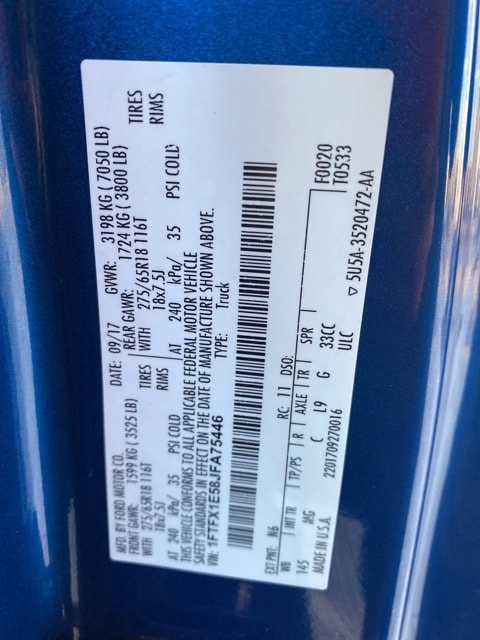 MFD. BY FORD MOTOR CO.
DATE: 09/17 GVWR: 3198 KG ( 7050 LB)
FRONT GAWR: 1599 KG ( 3525 LB) REAR GAWR: 1724 KG ( 3800 LB)
275/65R18 116T TIRES WITH 275/65R18 116T TIRES
18x7.5J RIMS 18x7.5J RIMS
AT 240 kPa/ 35 PSI COLD AT 240 kPa/ 35 PSI COLD
THIS VEHICLE CONFORMS TO ALL APPLICABLE FEDERAL MOTOR VEHICLE
SAFETY STANDARDS IN EFFECT ON THE DATE OF MANUFACTURE SHOWN ABOVE.
VIN: 1FTFX1E58JFA75446 TYPE: Truck
F0020
T0533
EXT PNT: N6 RC: 11 DSO:
WB INT TR TP/PS R AXLE TR SPR
145 C L9 G 33CC
ULC
MADE IN U.S.A. 2201709270016 ▽ 5U5A-3520472-AA